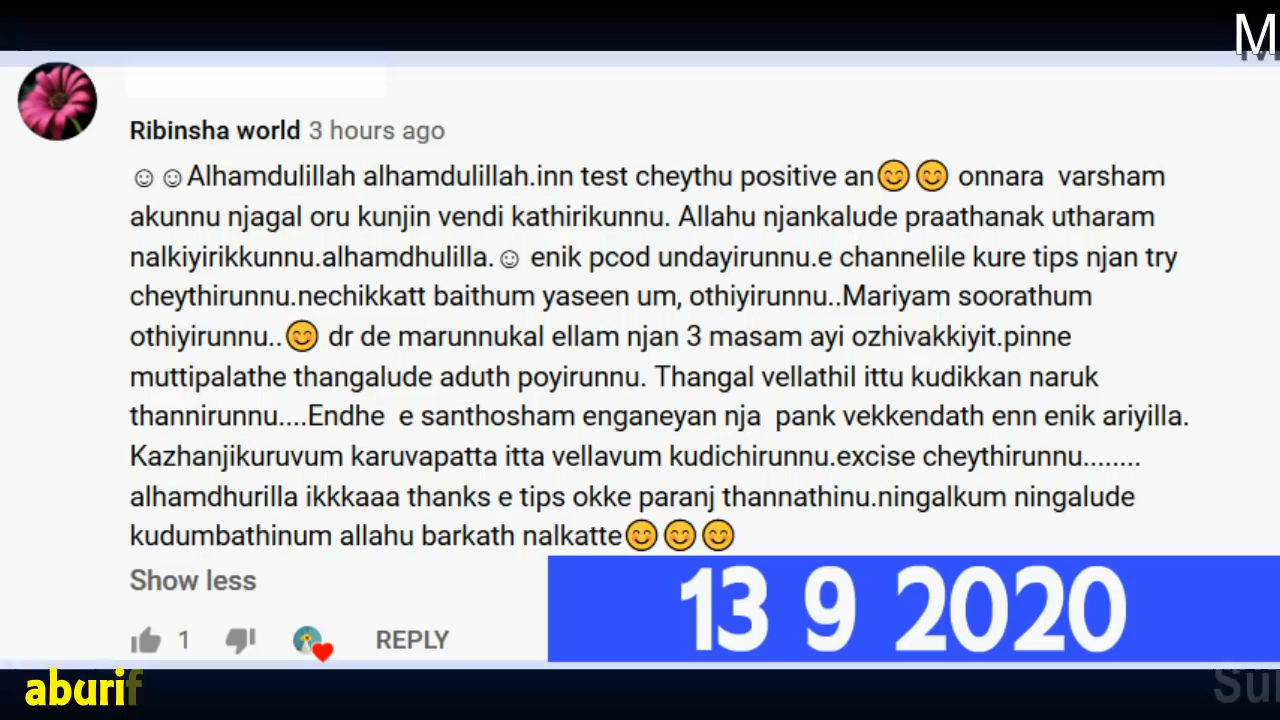 M
Ribinsha world 3 hours ago
☺☺Alhamdulillah alhamdulillah.inn test cheythu positive an😊😊 onnara varsham
akunnu njagal oru kunjin vendi kathirikunnu. Allahu njankalude praathanak utharam
nalkiyirikkunnu.alhamdhulilla.☺ enik pcod undayirunnu.e channelile kure tips njan try
cheythirunnu.nechikkatt baithum yaseen um, othiyirunnu..Mariyam soorathum
othiyirunnu..😊 dr de marunnukal ellam njan 3 masam ayi ozhivakkiyit.pinne
muttipalathe thangalude aduth poyirunnu. Thangal vellathil ittu kudikkan naruk
thannirunnu....Endhe e santhosham enganeyan nja pank vekkendath enn enik ariyilla.
Kazhanjikuruvum karuvapatta itta vellavum kudichirunnu.excise cheythirunnu........
alhamdhurilla ikkkaaa thanks e tips okke paranj thannathinu.ningalkum ningalude
kudumbathinum allahu barkath nalkatte😊😊😊
Show less
1 REPLY
13 9 2020
aburif
Sul